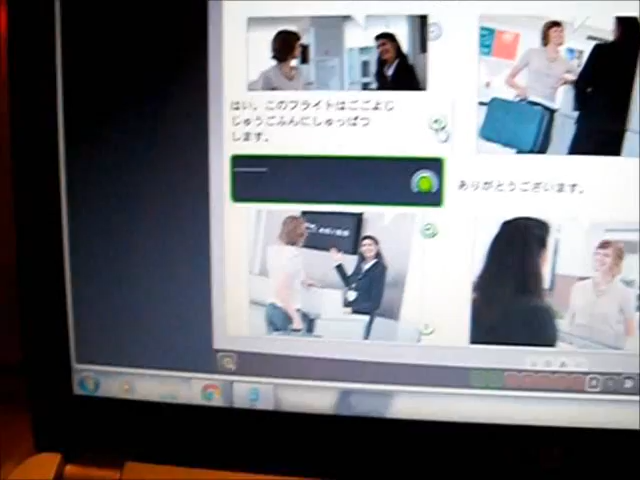 はい。このフライトはごごよじ
じゅうごふんにしゅっぱつ
します。
ありがとうございます。